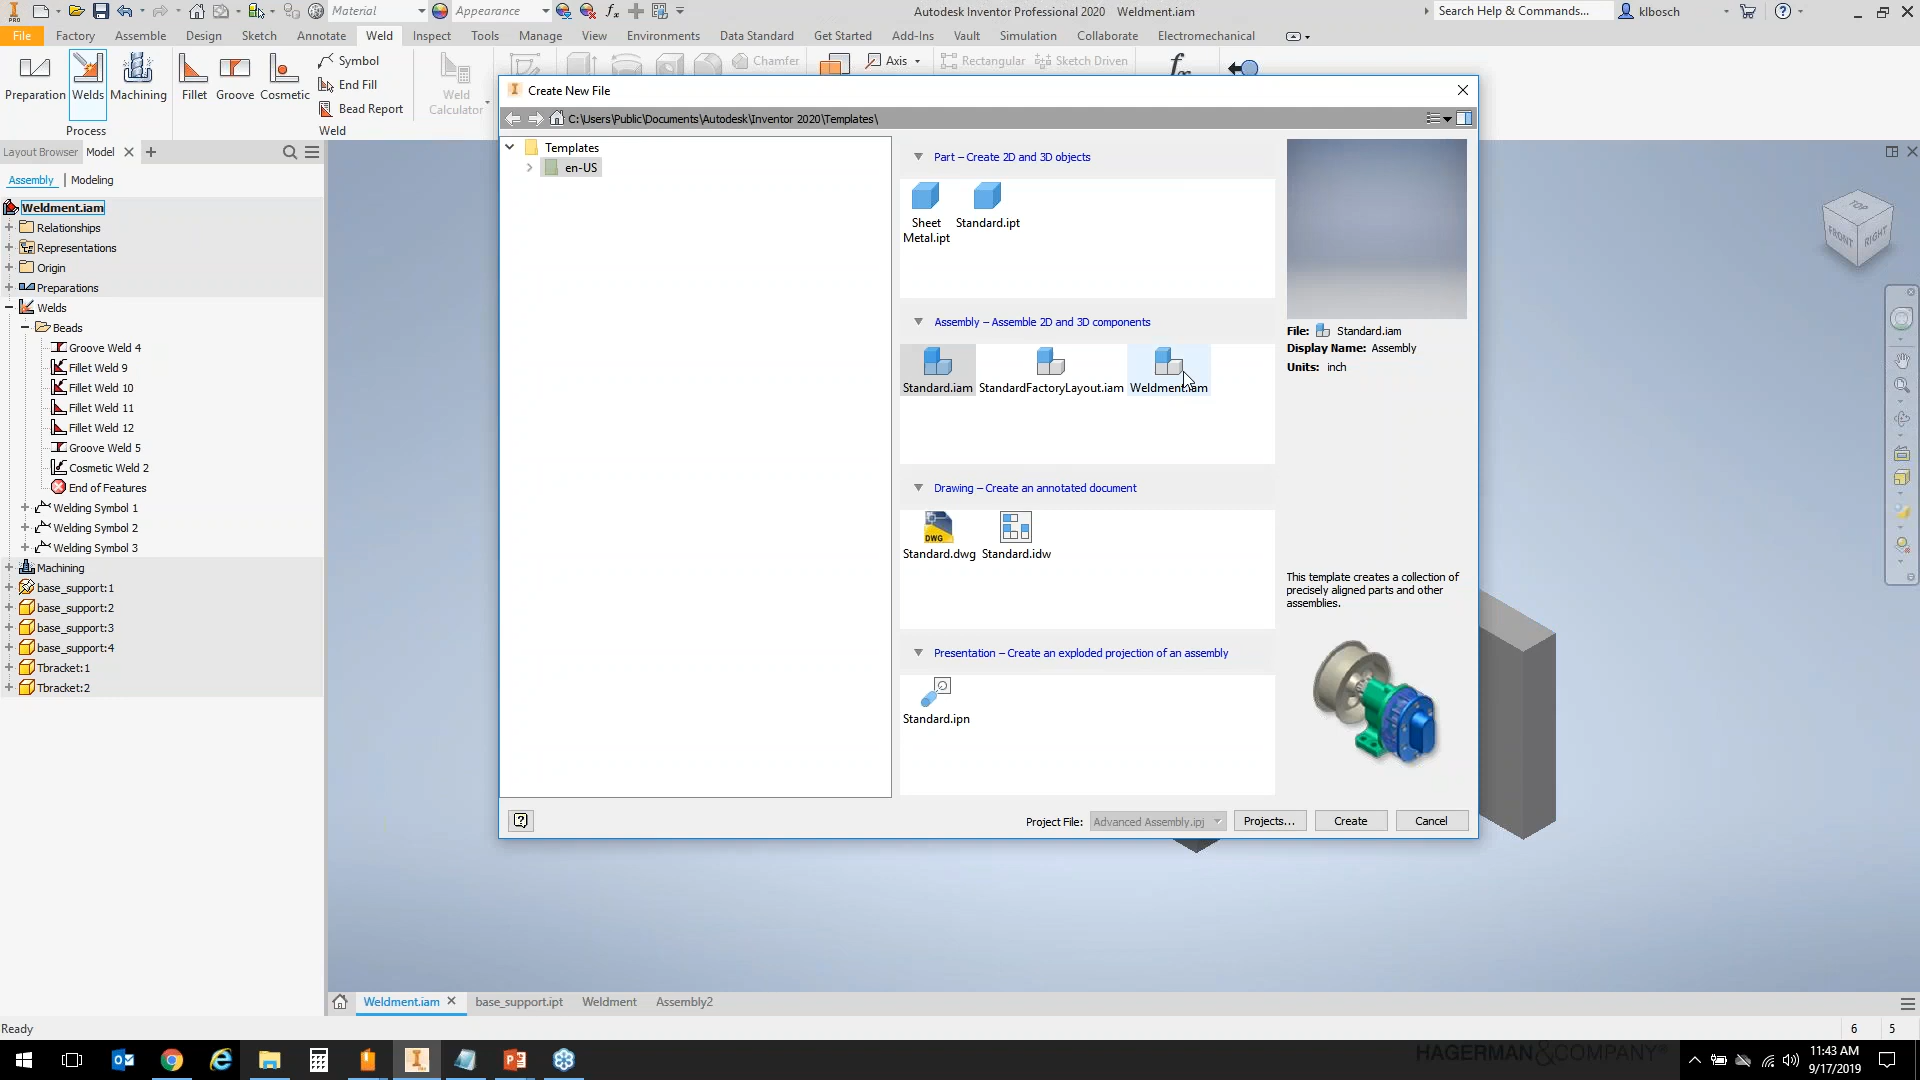 Material
Appearance
Autodesk Inventor Professional 2020 Weldment.iam
Search Help & Commands...
klbosch
PRO
File Factory Assemble Design Sketch Annotate Weld Inspect Tools Manage View Environments Data Standard Get Started Add-Ins Vault Simulation Collaborate Electromechanical
Preparation Welds Machining
Process
Fillet Groove Cosmetic
Symbol
End Fill
Bead Report
Weld
Weld
Calculator
Chamfer
Axis
Rectangular
Sketch Driven
Layout Browser Model
Assembly Modeling
Weldment.iam
Relationships
Representations
Origin
Preparations
Welds
Beads
Groove Weld 4
Fillet Weld 9
Fillet Weld 10
Fillet Weld 11
Fillet Weld 12
Groove Weld 5
Cosmetic Weld 2
End of Features
Welding Symbol 1
Welding Symbol 2
Welding Symbol 3
Machining
base_support:1
base_support:2
base_support:3
base_support:4
Tbracket:1
Tbracket:2
Create New File
C:\Users\Public\Documents\Autodesk\Inventor 2020\Templates\
Templates
en-US
Part – Create 2D and 3D objects
Sheet Metal.ipt
Standard.ipt
Assembly – Assemble 2D and 3D components
Standard.iam
StandardFactoryLayout.iam
Weldment.iam
Drawing – Create an annotated document
DWG
Standard.dwg
Standard.idw
Presentation – Create an exploded projection of an assembly
Standard.ipn
File: Standard.iam
Display Name: Assembly
Units: inch
This template creates a collection of
precisely aligned parts and other
assemblies.
Project File: Advanced Assembly.ipj
Projects...
Create
Cancel
TOP
FRONT
RIGHT
Weldment.iam
base_support.ipt
Weldment
Assembly2
Ready
6 5
HAGERMAN&COMPANY
11:43 AM
9/17/2019